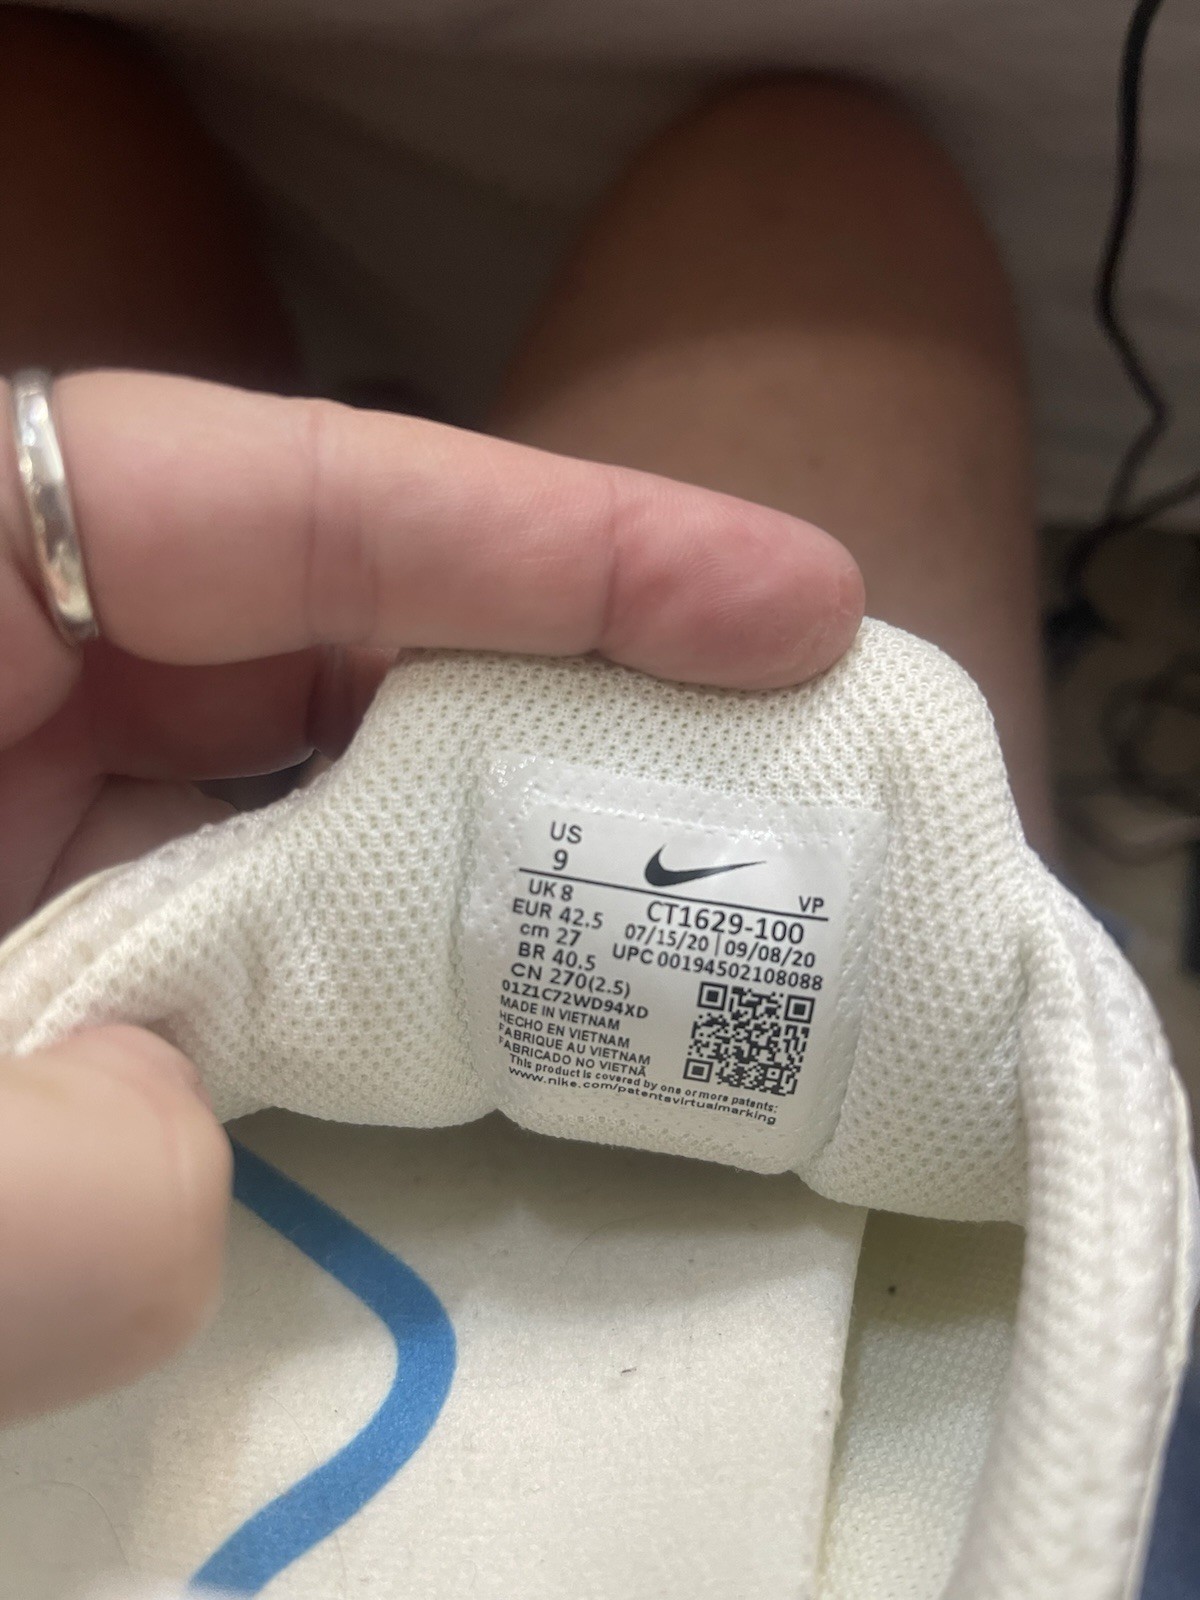 US
9
VP
UK 8
CT1629-100
EUR 42.5
07/15/20 | 09/08/20
cm 27
UPC 00194502108088
BR 40.5
CN 270(2.5)
01Z1C72WD94XD
MADE IN VIETNAM
HECHO EN VIETNAM
FABRIQUE AU VIETNAM
FABRICADO NO VIETNÃ
This product is covered by one or more patents:
www.nike.com/patentsvirtualmarking